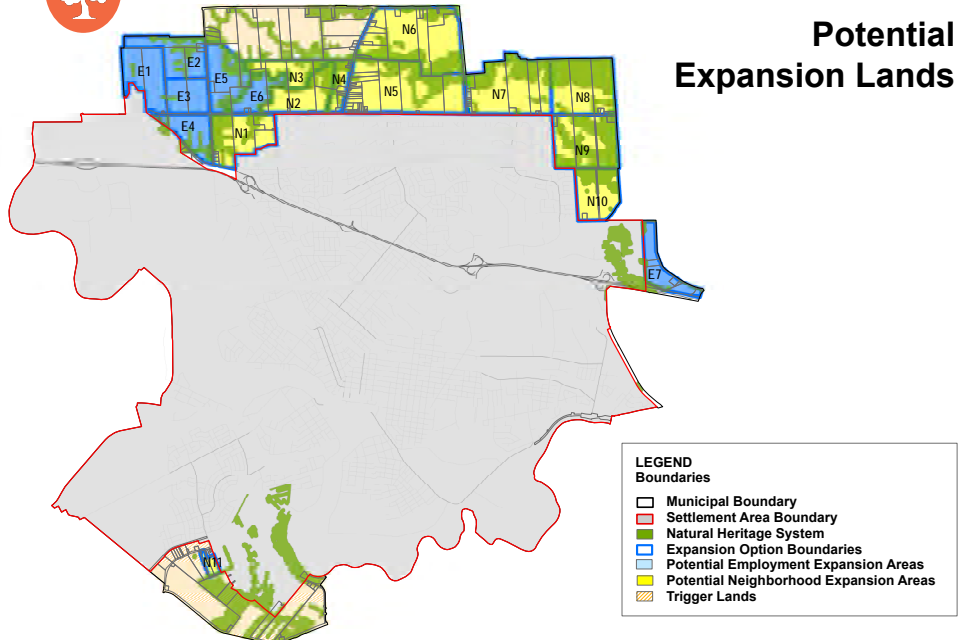 Potential
Expansion Lands
N6
E1
E2
E5
N3
N4
E3
E6
N2
N5
N7
N8
E4
N1
N9
N10
E7
N11
LEGEND
Boundaries
Municipal Boundary
Settlement Area Boundary
Natural Heritage System
Expansion Option Boundaries
Potential Employment Expansion Areas
Potential Neighborhood Expansion Areas
Trigger Lands